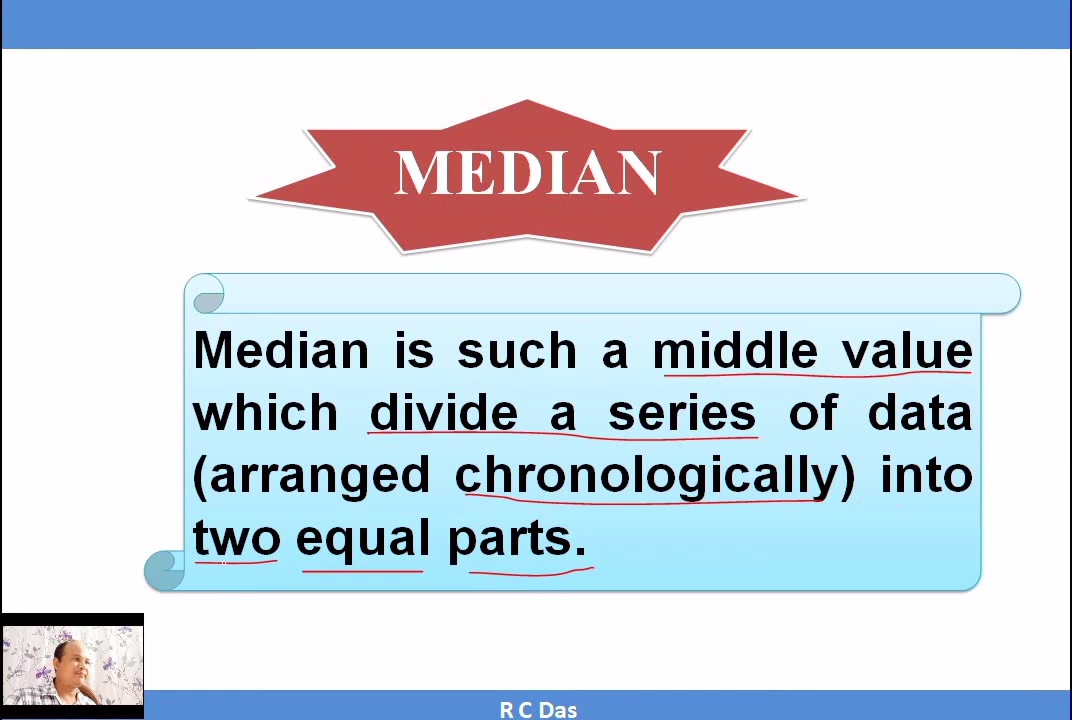 MEDIAN
Median is such a middle value
which divide a series of data
(arranged chronologically) into
two equal parts.
R C Das